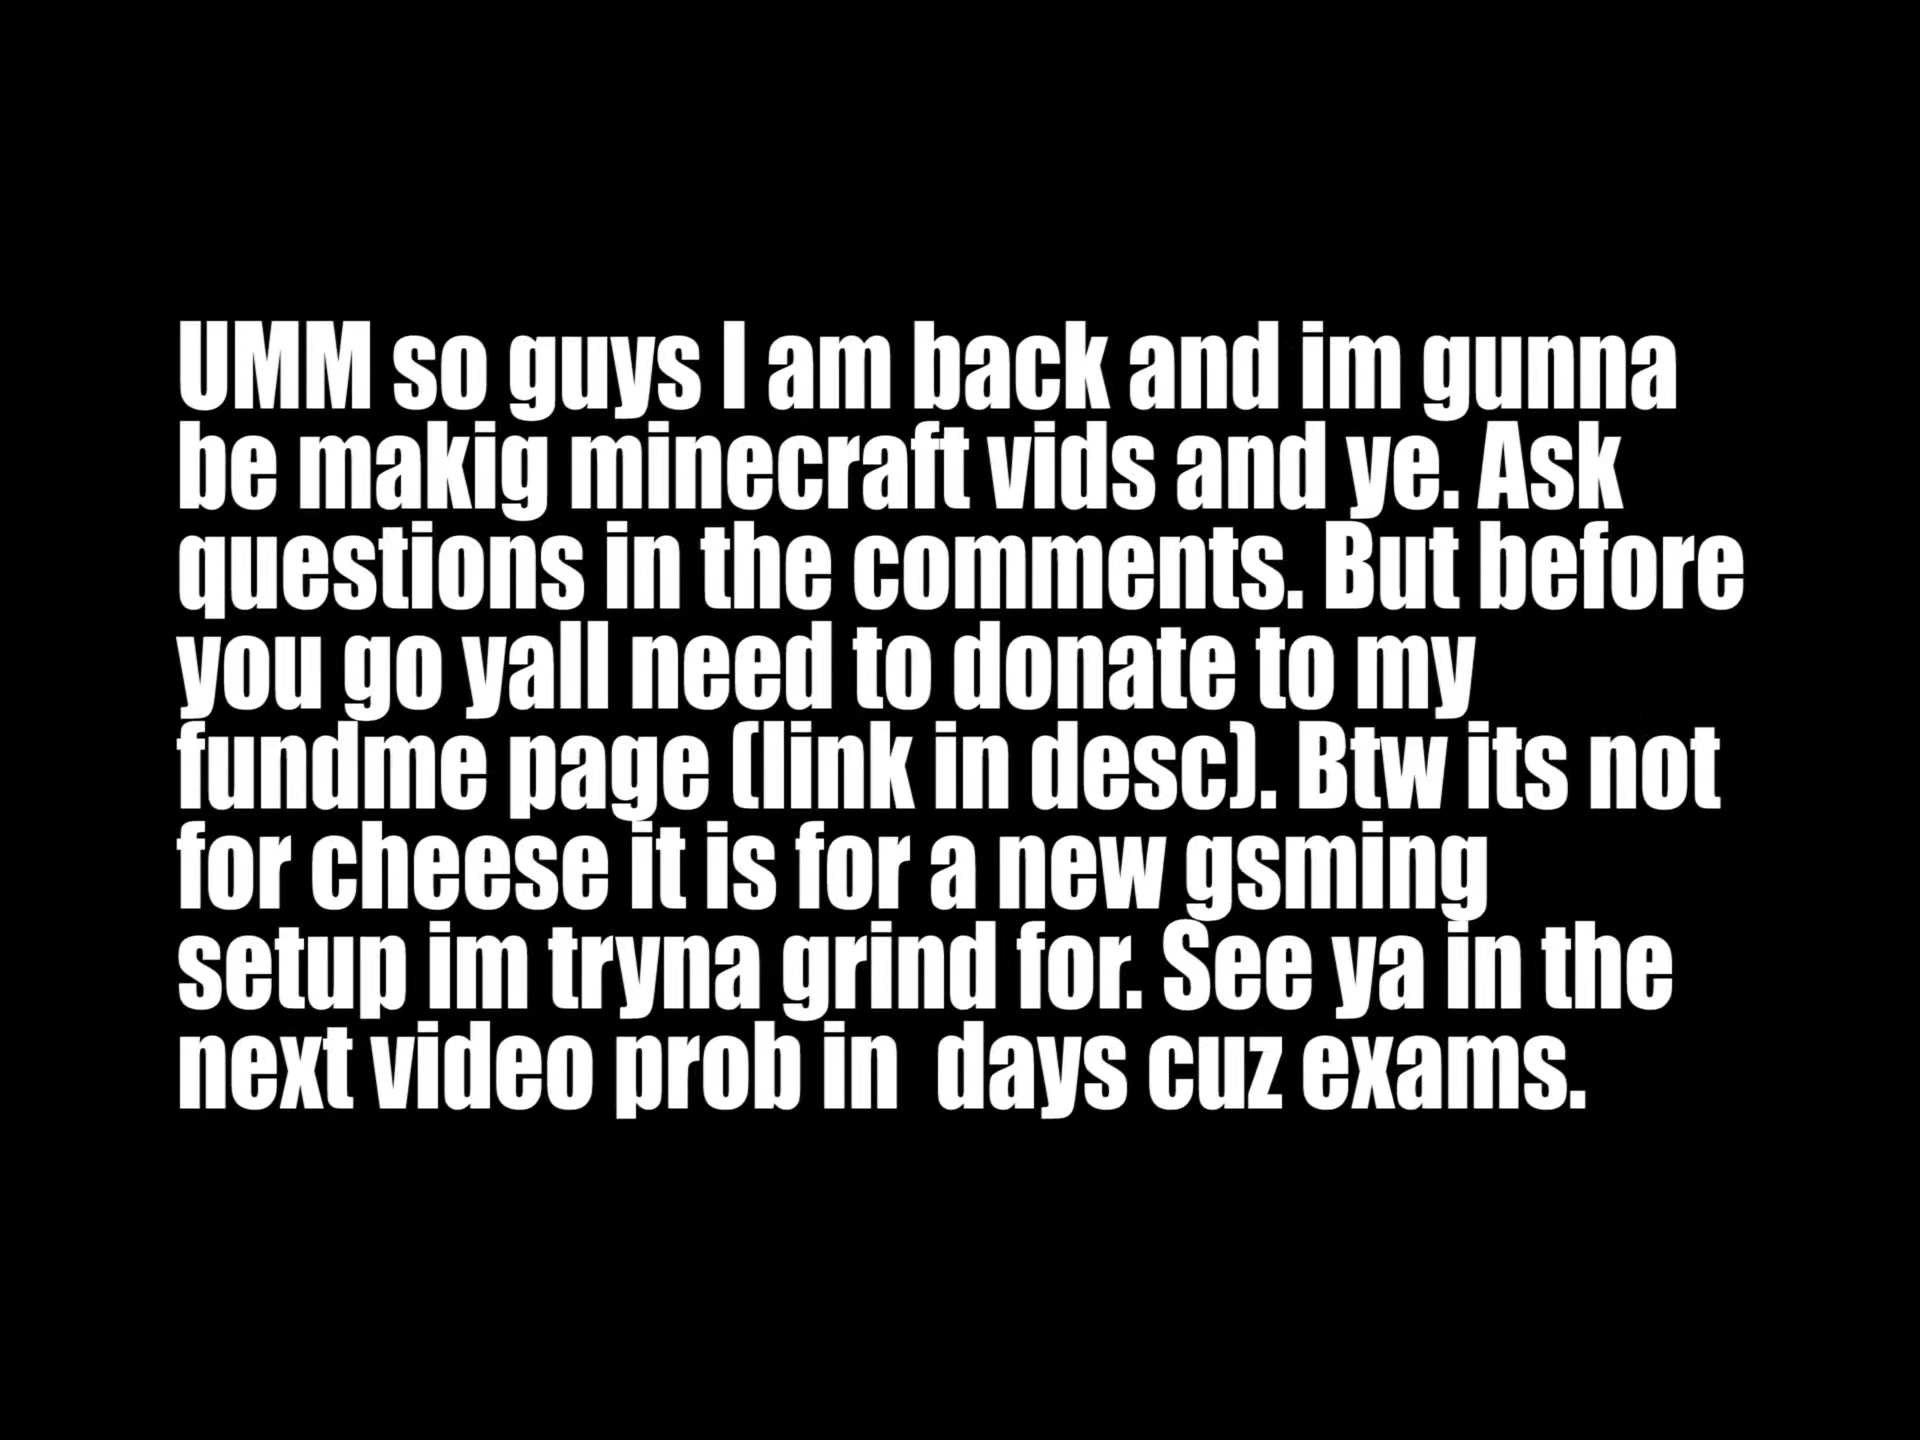 UMM so guys I am back and im gunna
be makig minecraft vids and ye. Ask
questions in the comments. But before
you go yall need to donate to my
fundme page (link in desc). Btw its not
for cheese it is for a new gsming
setup im tryna grind for. See ya in the
next video prob in  days cuz exams.